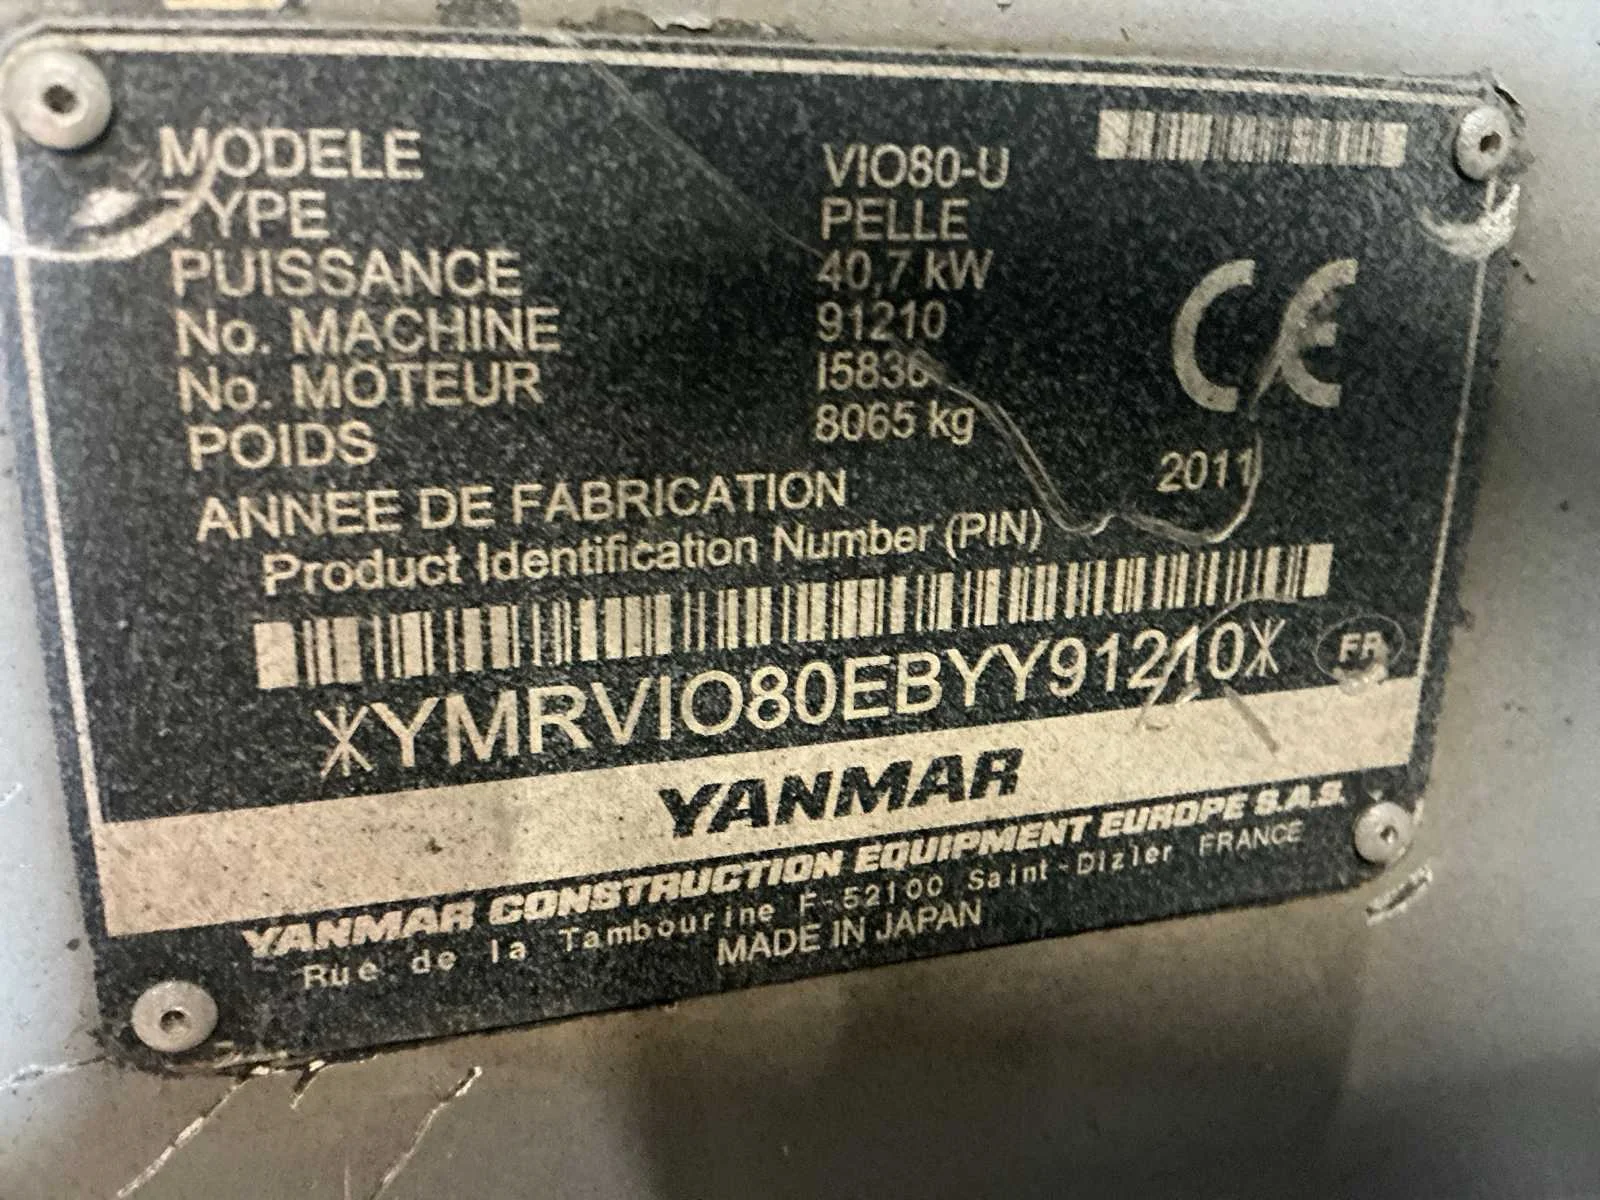 MODELE VIO80-U
TYPE PELLE
PUISSANCE 40,7 kW
No. MACHINE 91210
No. MOTEUR I5836
POIDS 8065 kg
ANNEE DE FABRICATION 2011
CE
Product Identification Number (PIN)
*YMRVIO80EBYY91210*
FR
YANMAR
YANMAR CONSTRUCTION EQUIPMENT EUROPE S.A.S.
Rue de la Tambourine F-52100 Saint-Dizier FRANCE
MADE IN JAPAN